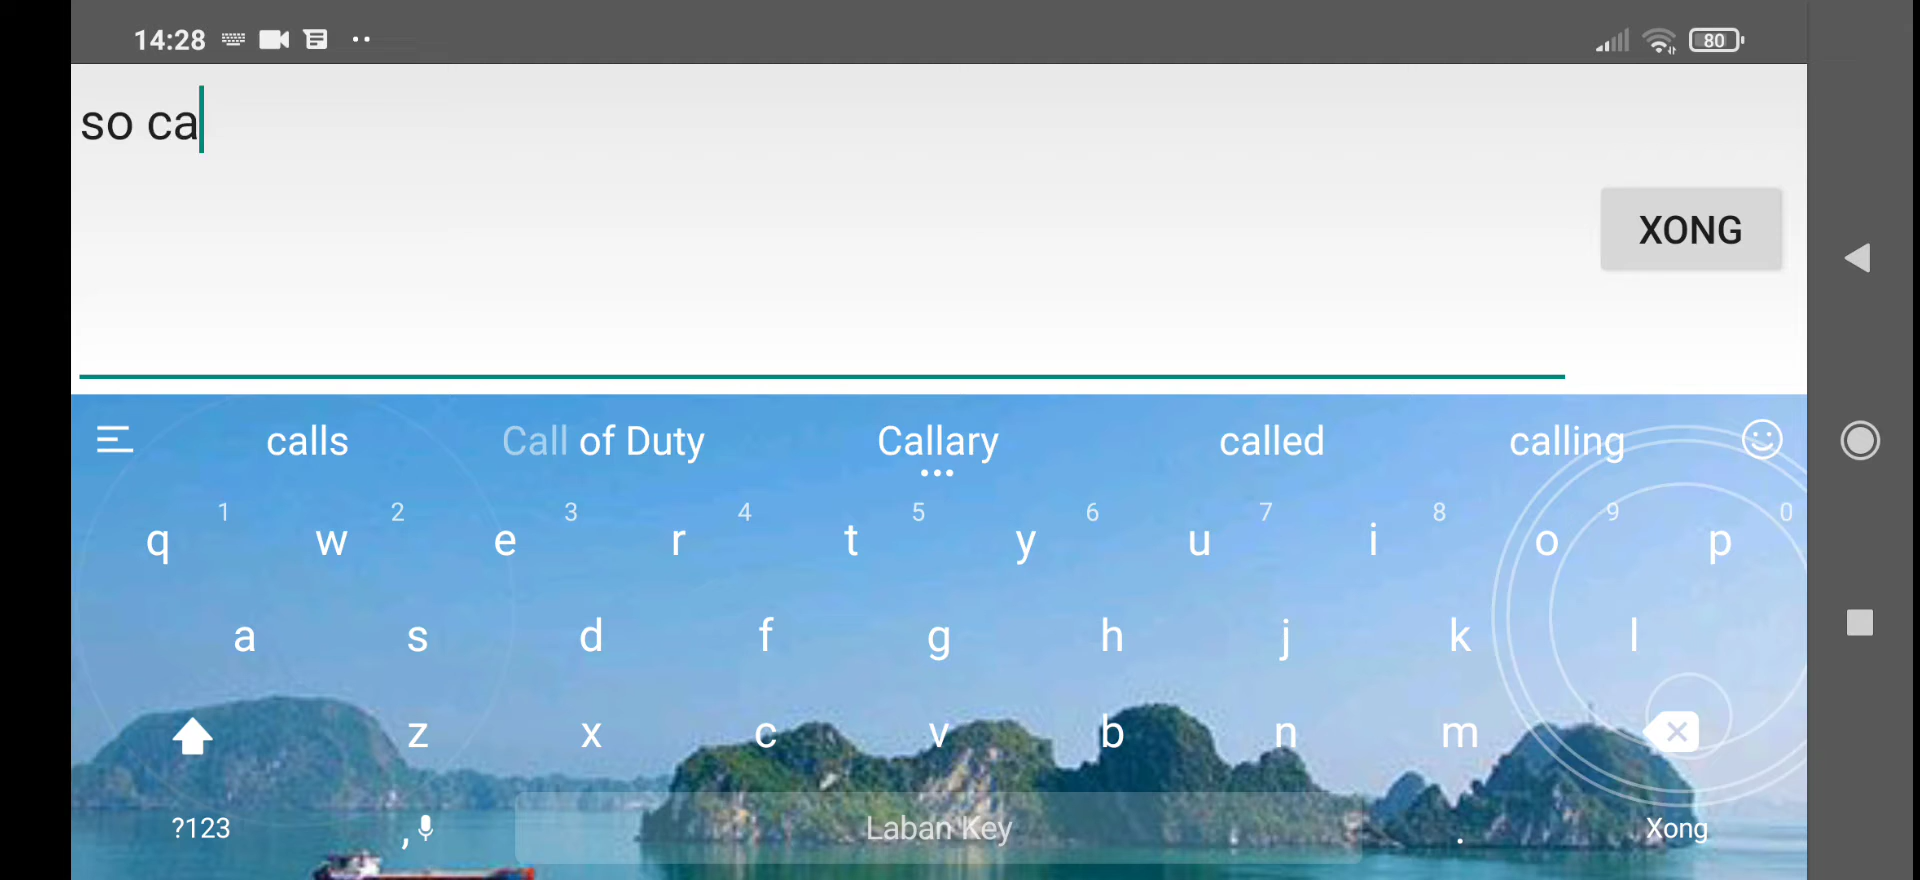 14:28
80
so ca
XONG
calls
Call of Duty
Callary
called
calling
1 2 3 4 5 6 7 8 9 0
q w e r t y u i o p
a s d f g h j k l
z x c v b n m
?123 , Laban Key . Xong